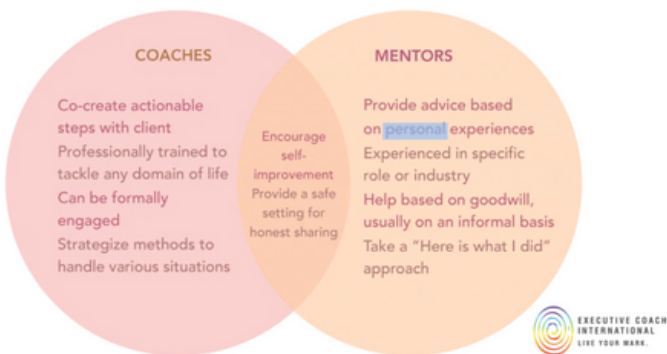 COACHES
Co-create actionable
steps with client
Professionally trained to
tackle any domain of life
Can be formally
engaged
Strategize methods to
handle various situations
Encourage
self-
improvement
Provide a safe
setting for
honest sharing
MENTORS
Provide advice based
on personal experiences
Experienced in specific
role or industry
Help based on goodwill,
usually on an informal basis
Take a “Here is what I did”
approach
EXECUTIVE COACH
INTERNATIONAL
LIVE YOUR MARK.